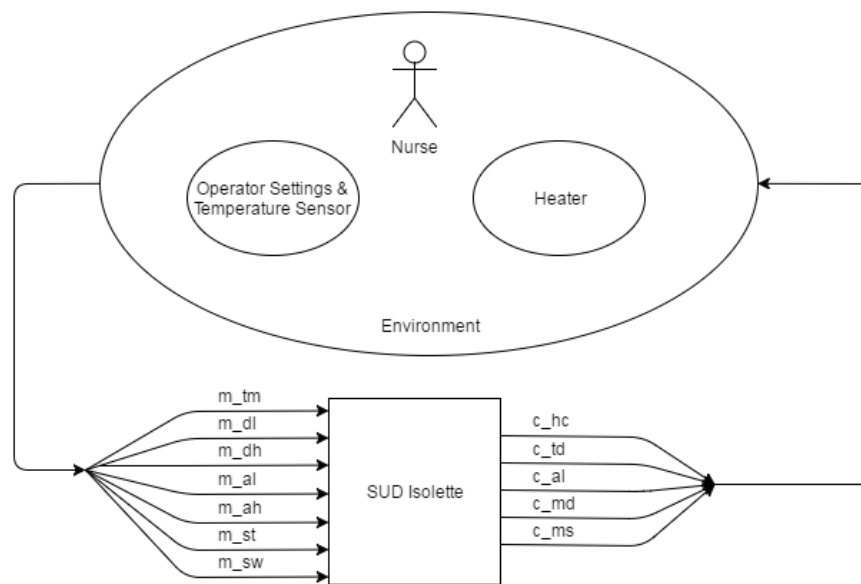 Nurse
Operator Settings &
Temperature Sensor
Heater
Environment
m_tm
m_dl
m_dh
m_al
m_ah
m_st
m_sw
SUD Isolette
c_hc
c_td
c_al
c_md
c_ms